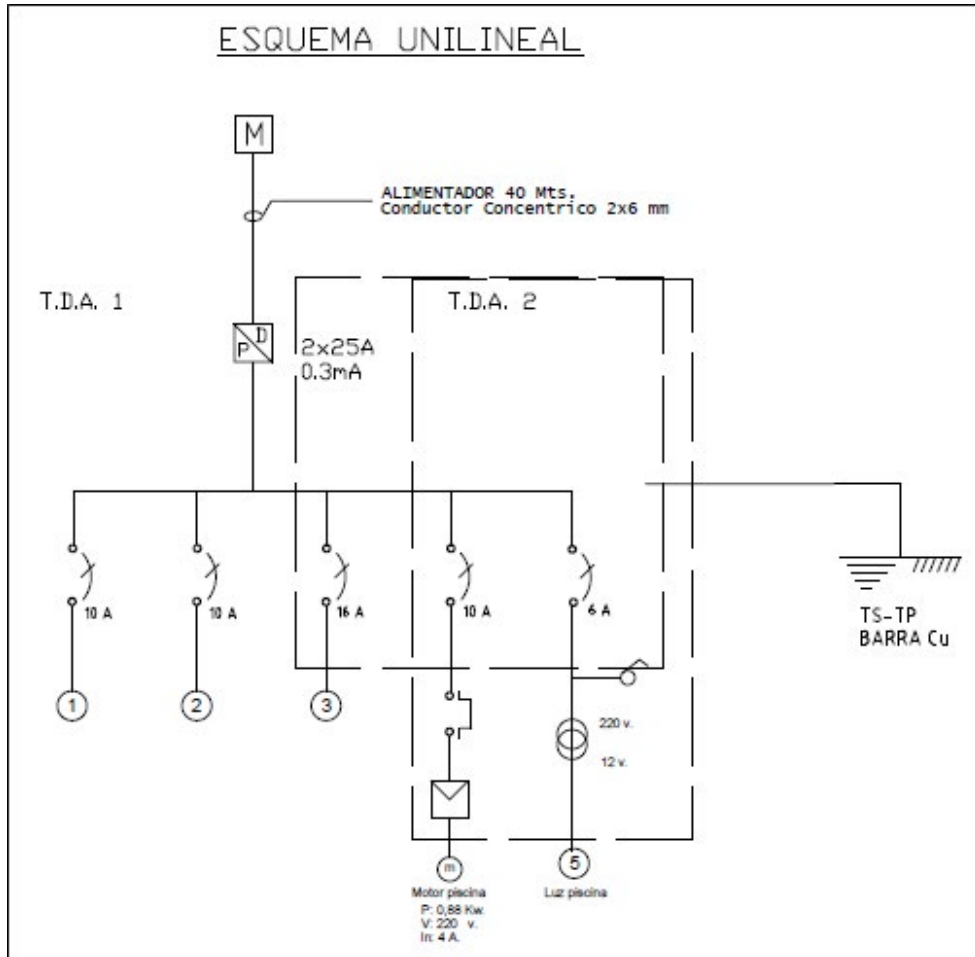 ESQUEMA UNILINEAL
M
ALIMENTADOR 40 Mts.
Conductor Concentrico 2x6 mm
T.D.A. 1
T.D.A. 2
D
P
2x25A
0.3mA
10 A
10 A
16 A
10 A
6 A
TS-TP
BARRA Cu
1
2
3
220 v.
12 v.
m
5
Motor piscina
Luz piscina
P: 0,88 Kw.
V: 220 v.
In: 4 A.